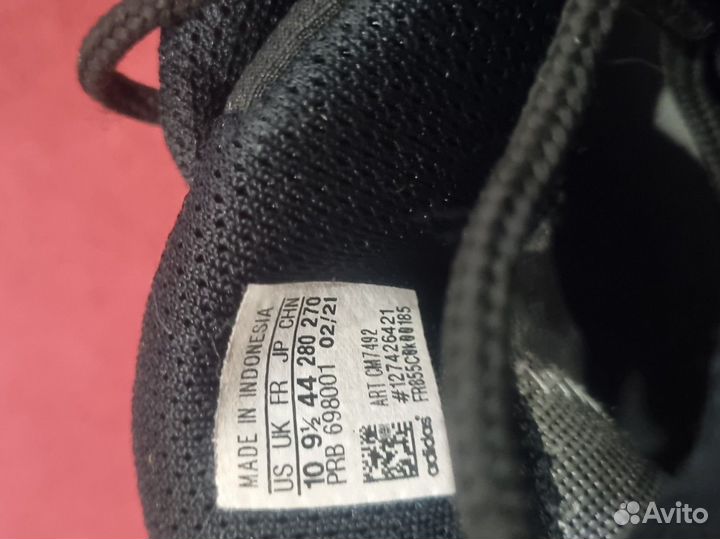 MADE IN INDONESIA
US UK FR JP CHN
10 9½ 44 280 270
PRB 698001 02/21
ART CM7492
#127426421
FR855C0k00185
adidas
Avito